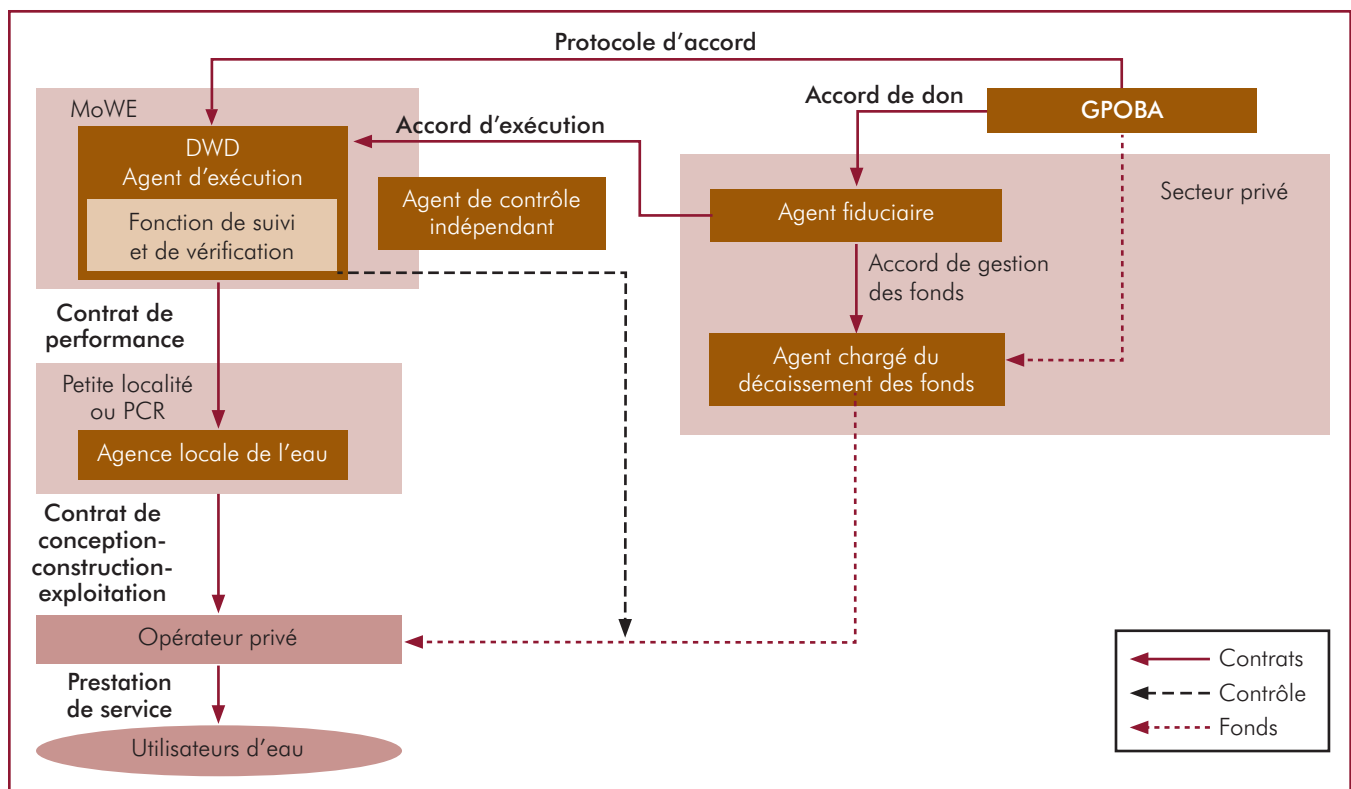 Protocole d'accord
MoWE
Accord de don
GPOBA
Accord d'exécution
DWD
Agent d'exécution
Fonction de suivi
et de vérification
Agent de contrôle
indépendant
Agent fiduciaire
Secteur privé
Accord de gestion
des fonds
Contrat de
performance
Agent chargé du
décaissement des fonds
Petite localité
ou PCR
Agence locale de l'eau
Contrat de
conception-
construction-
exploitation
Opérateur privé
Prestation
de service
Utilisateurs d'eau
Contrats
Contrôle
Fonds